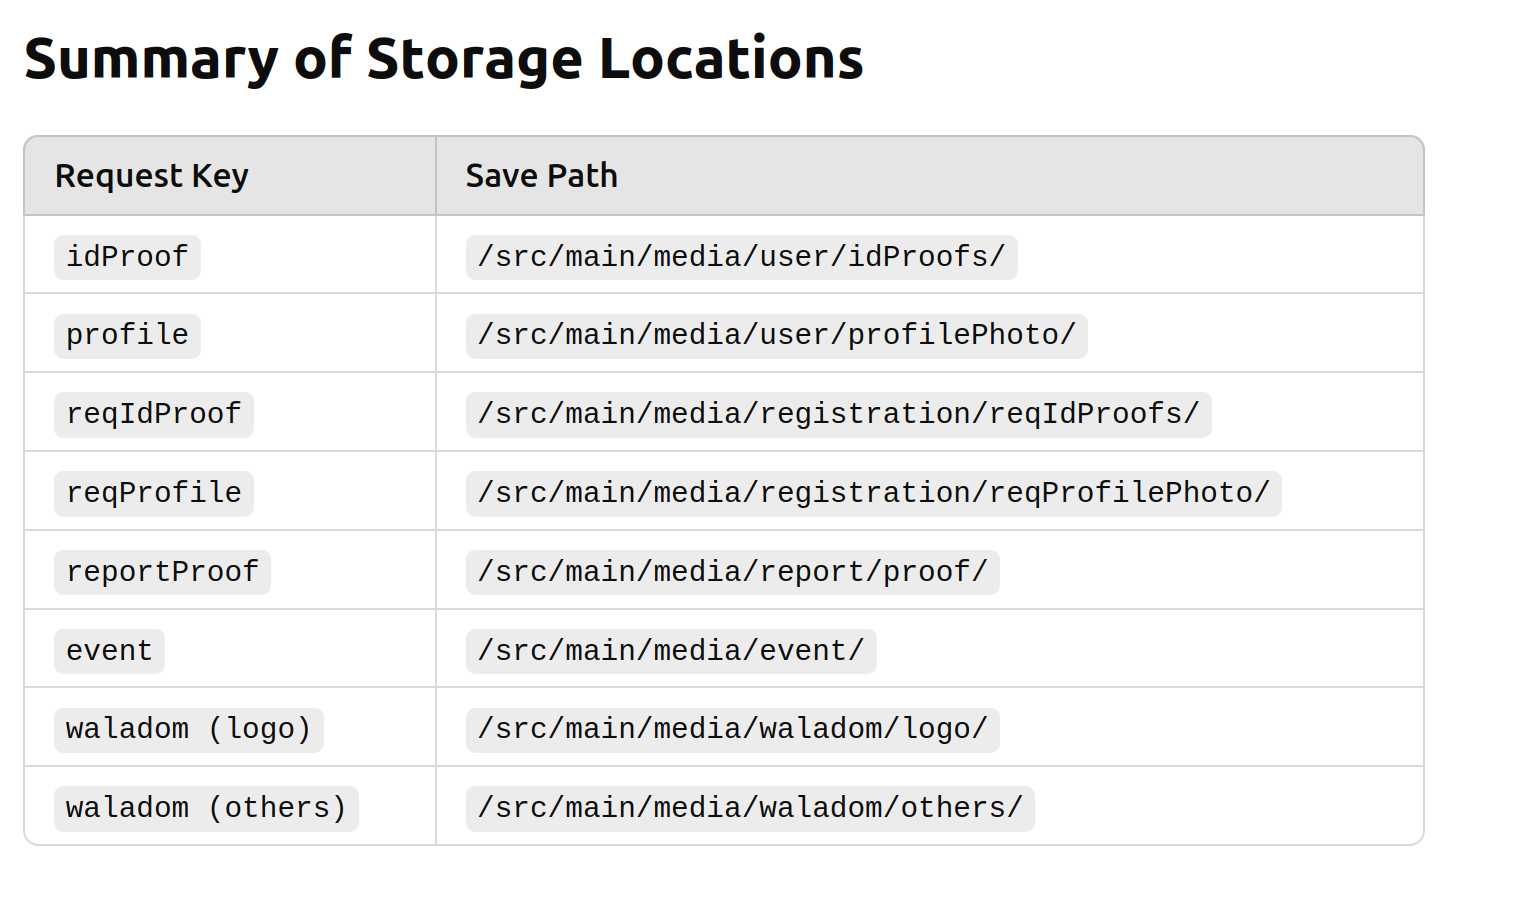 Summary of Storage Locations
Request Key Save Path
idProof /src/main/media/user/idProofs/
profile /src/main/media/user/profilePhoto/
reqIdProof /src/main/media/registration/reqIdProofs/
reqProfile /src/main/media/registration/reqProfilePhoto/
reportProof /src/main/media/report/proof/
event /src/main/media/event/
waladom (logo) /src/main/media/waladom/logo/
waladom (others) /src/main/media/waladom/others/